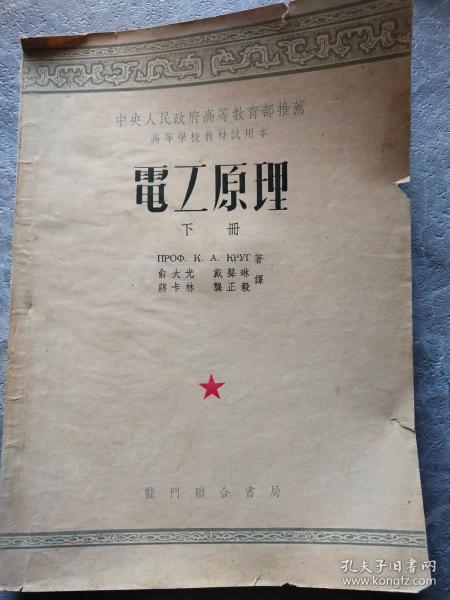 中央人民政府高等教育部推薦
高等學校教材試用本
電工原理
下冊
ПРОФ. К. А. КРУГ 著
俞大光 戴聲琳
蔣卡林 龔正毅 譯
龍門聯合書局
孔夫子旧书网
www.kongfz.com